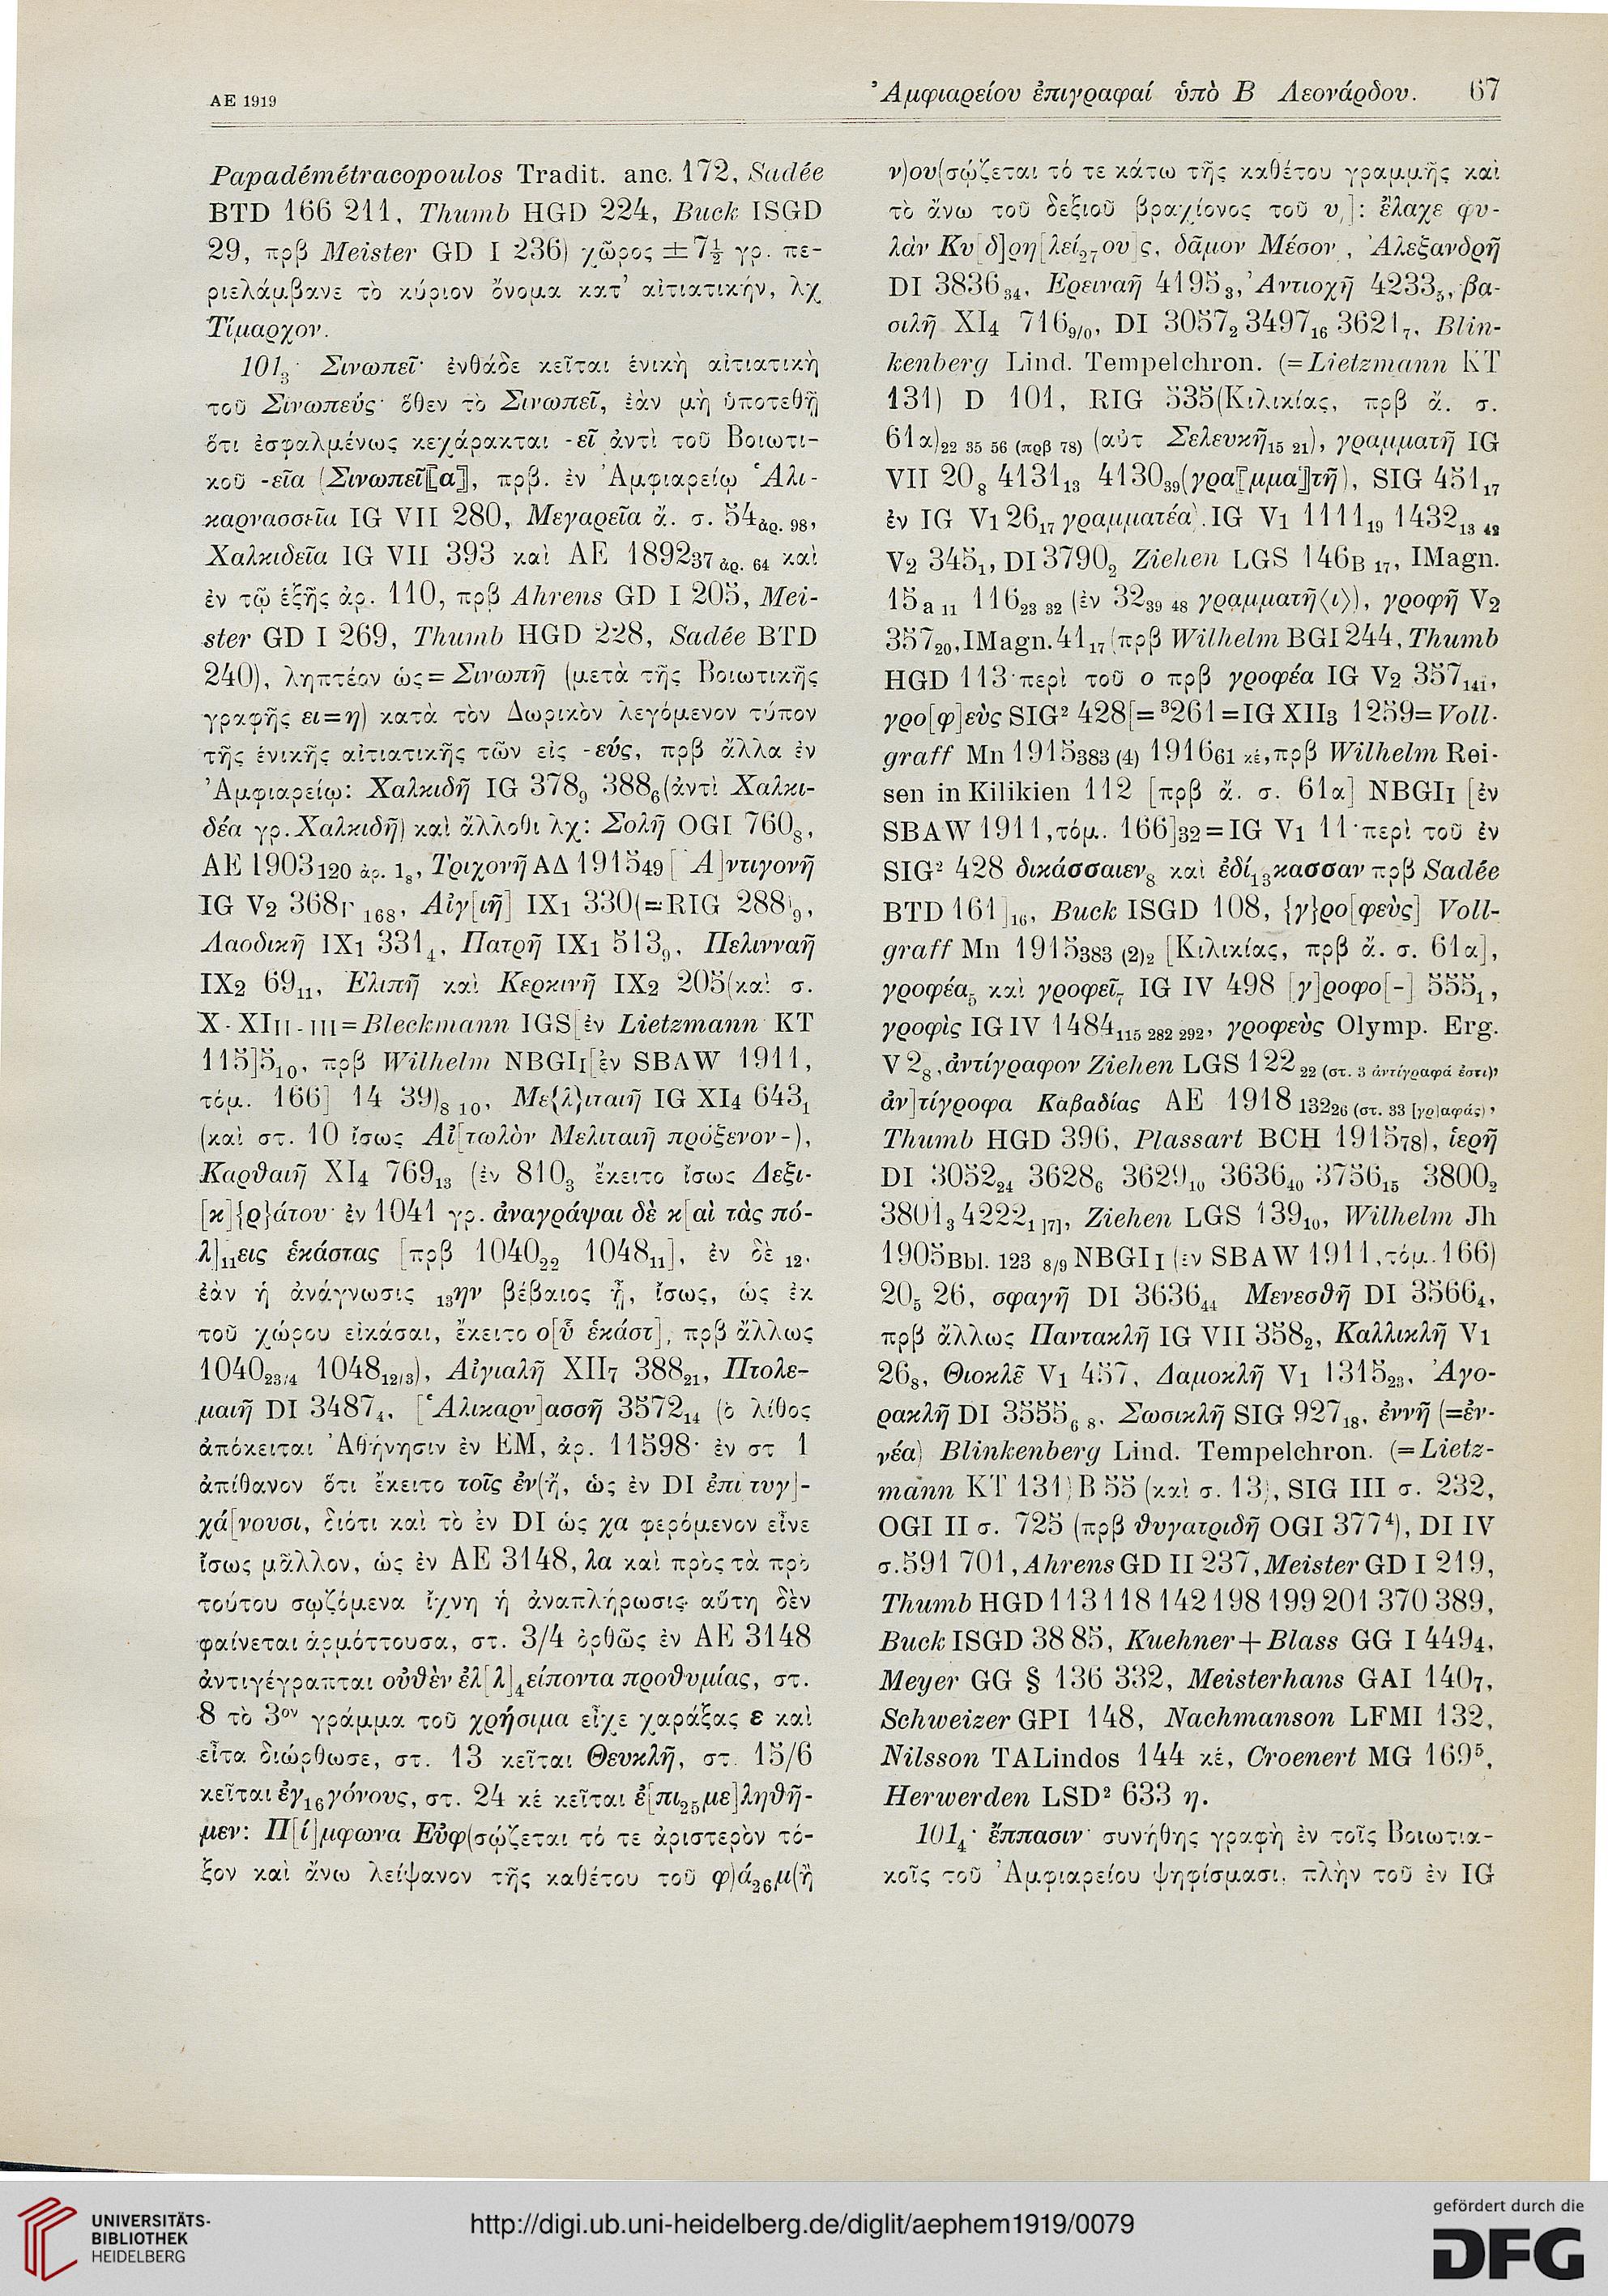 AE 1919
Ἀμφιαρείου ἐπιγραφαί ὑπὸ Β Λεονάρδου. 67
Papadémétracopoulos Tradit. anc. 172, Sadée
BTD 166 211, Thumb HGD 224, Buck ISGD
29, πρβ Meister GD I 236) χῶρος ±7½ γρ. πε-
ριελάμβανε τὸ κύριον ὄνομα κατ' αἰτιατικήν, λχ
Τίμαρχον.
101₃· Σινωπεῖ· ἐνθάδε κεῖται ἑνικὴ αἰτιατικὴ
τοῦ Σινωπεύς· ὅθεν τὸ Σινωπεῖ, ἐὰν μὴ ὑποτεθῇ
ὅτι ἐσφαλμένως κεχάρακται -εῖ ἀντὶ τοῦ Βοιωτι-
κοῦ -εῖα (Σινωπεῖ⟦α⟧, πρβ. ἐν Ἀμφιαρείῳ Ἁλι-
καρνασσεῖα IG VII 280, Μεγαρεῖα ἄ. σ. 54ἀρ. 98,
Χαλκιδεῖα IG VII 393 καὶ AE 1892 37 ἀρ. 64 καὶ
ἐν τῷ ἑξῆς ἀρ. 110, πρβ Ahrens GD I 205, Mei-
ster GD I 269, Thumb HGD 228, Sadée BTD
240), ληπτέον ὡς=Σινωπῆ (μετὰ τῆς Βοιωτικῆς
γραφῆς ει=η) κατὰ τὸν Δωρικὸν λεγόμενον τύπον
τῆς ἑνικῆς αἰτιατικῆς τῶν εἰς -εύς, πρβ ἄλλα ἐν
Ἀμφιαρείῳ: Χαλκιδῆ IG 378₉ 388₆(ἀντὶ Χαλκι-
δέα γρ. Χαλκιδῆ) καὶ ἄλλοθι λχ: Σολῆ OGI 760₈,
AE 1903 120 ἀρ. 1₈, Τριχονῆ ΑΔ 1915 49 [Ἀ]ντιγονῆ
IG V2 368r 168, Αἰγ[ιῆ] IX1 330(=RIG 288)₉,
Λαοδικῆ IX1 331₄, Πατρῆ IX1 513₉, Πελινναῆ
IX2 69₁₁, Ἐλιπῆ καὶ Κερκινῆ IX2 205(καὶ σ.
X-XIII-III=Bleckmann IGS[ἐν Lietzmann KT
115]5₁₀, πρβ Wilhelm NBGI I[ἐν SBAW 1911,
τόμ. 166] 14 39)₈ ₁₀, Με{λ}ιταιῆ IG XI4 643₁
(καὶ στ. 10 ἴσως Αἰ[τωλὸν Μελιταιῆ πρόξενον-),
Καρθαιῆ XI4 769₁₃ (ἐν 810₃ ἔκειτο ἴσως Δεξι-
[κ]{ρ}άτου· ἐν 1041 γρ. ἀναγράψαι δὲ κ[αὶ τὰς πό-
λ]₁₁εις ἑκάστας [πρβ 1040₂₂ 1048₁₁], ἐν δὲ ₁₂,
ἐὰν ἡ ἀνάγνωσις ₁₃ην βέβαιος ᾖ, ἴσως, ὡς ἐκ
τοῦ χώρου εἰκάσαι, ἔκειτο ο[ὗ ἑκάστ], πρβ ἄλλως
1040₂₃/₄ 1048₁₂/₃), Αἰγιαλῆ XII7 388₂₁, Πτολε-
μαιῆ DI 3487₄, [Ἁλικαρν]ασσῆ 3572₁₄ (ὁ λίθος
ἀπόκειται Ἀθήνησιν ἐν ΕΜ, ἀρ. 11598· ἐν στ 1
ἀπίθανον ὅτι ἔκειτο τοῖς ἐν(ἤ, ὡς ἐν DI ἐπι τυγ]-
χά[νουσι, διότι καὶ τὸ ἐν DI ὡς χα φερόμενον εἶνε
ἴσως μᾶλλον, ὡς ἐν AE 3148, λα καὶ πρὸς τὰ πρὸ
τούτου σῳζόμενα ἴχνη ἡ ἀναπλήρωσις αὕτη δὲν
φαίνεται ἁρμόττουσα, στ. 3/4 ὀρθῶς ἐν AE 3148
ἀντιγέγραπται οὐθὲν ἐλ[λ]₄είποντα προθυμίας, στ.
8 τὸ 3ον γράμμα τοῦ χρήσιμα εἶχε χαράξας ε καὶ
εἶτα διώρθωσε, στ. 13 κεῖται Θευκλῆ, στ. 15/6
κεῖται ἐγ₁₆γόνους, στ. 24 κέ κεῖται ἐ[πι₂₅με]ληθῆ-
μεν: Π[ί]μφωνα Εὐφ(σῴζεται τό τε ἀριστερὸν τό-
ξον καὶ ἄνω λείψανον τῆς καθέτου τοῦ φ)ά₂₆μ(ἢ
ν)ου(σῴζεται τό τε κάτω τῆς καθέτου γραμμῆς καὶ
τὸ ἄνω τοῦ δεξιοῦ βραχίονος τοῦ υ,]: ἔλαχε φυ-
λὰν Κυ[δ]ρη[λεί₂₇ου]ς, δᾶμον Μέσον, Ἀλεξανδρῆ
DI 3836₃₄, Ερειναῆ 4195₃, Ἀντιοχῆ 4233₅, βα-
σιλῆ XI4 716₉/₀, DI 3057₂ 3497₁₆ 3621₇, Blin-
kenberg Lind. Tempelchron. (=Lietzmann KT
131) D 101, RIG 535(Κιλικίας, πρβ ἄ. σ.
61α)₂₂ ₃₅ ₅₆ (πρβ 78) (αὐτ Σελευκῆ₁₅ ₂₁), γραμματῆ IG
VII 20₈ 4131₁₃ 4130₃₉(γρα⟦μμα⟧τῆ), SIG 451₁₇
ἐν IG V1 26₁₇ γραμματέα). IG V1 1111₁₉ 1432₁₃ ₄₂
V2 345₁, DI 3790₂ Ziehen LGS 146B ₁₇, IMagn.
15a ₁₁ 116₂₃ ₃₂ (ἐν 32₃₉ ₄₈ γραμματῆ⟨ι⟩), γροφῆ V2
357₂₀, IMagn. 41₁₇ (πρβ Wilhelm BGI 244, Thumb
HGD 113· περὶ τοῦ ο πρβ γροφέα IG V2 357₁₄₁,
γρο[φ]εὺς SIG² 428[=³261=IG XII3 1259=Voll-
graff Mn 1915 383 (4) 1916 61 κἑ, πρβ Wilhelm Rei-
sen in Kilikien 112 [πρβ ἄ. σ. 61α] NBGI I [ἐν
SBAW 1911, τόμ. 166]32=IG V1 11· περὶ τοῦ ἐν
SIG² 428 δικάσσαιεν₈ καὶ ἐδί₁₃κασσαν πρβ Sadée
BTD 161]₁₆, Buck ISGD 108, {γ}ρο[φεὺς] Voll-
graff Mn 1915 383 (2)₂ [Κιλικίας, πρβ ἄ. σ. 61α],
γροφέα₅ καὶ γροφεῖ₇ IG IV 498 [γ]ροφο[-] 555₁,
γροφὶς IG IV 1484₁₁₅ ₂₈₂ ₂₉₂, γροφεὺς Olymp. Erg.
V 2₈, ἀντίγραφον Ziehen LGS 122 ₂₂ (στ. 3 ἀντίγραφά ἐστι),
ἀν]τίγροφα Καβαδίας AE 1918 132₂₆ (στ. 33 [γρ]αφάς),
Thumb HGD 396, Plassart BCH 1915 78), ἱερῆ
DI 3052₂₄ 3628₆ 3629₁₀ 3636₄₀ 3756₁₅ 3800₂
3801₃ 4222₁ [7], Ziehen LGS 139₁₀, Wilhelm Jh
1905Bbl. 123 ₈/₉ NBGI I (ἐν SBAW 1911, τόμ. 166)
20₅ 26, σφαγῆ DI 3636₄₄ Μενεσθῆ DI 3566₄,
πρβ ἄλλως Παντακλῆ IG VII 358₂, Καλλικλῆ V1
26₈, Θιοκλῆ V1 457, Δαμοκλῆ V1 1315₂₃, Ἀγο-
ρακλῆ DI 3555₆ ₈, Σωσικλῆ SIG 927₁₈, ἐννῆ (=ἐν-
νέα) Blinkenberg Lind. Tempelchron. (=Lietz-
mann KT 131) B 55 (καὶ σ. 13), SIG III σ. 232,
OGI II σ. 725 (πρβ θυγατριδῆ OGI 377⁴), DI IV
σ. 591 701, Ahrens GD II 237, Meister GD I 219,
Thumb HGD 113 118 142 198 199 201 370 389,
Buck ISGD 38 85, Kuehner+Blass GG I 4494,
Meyer GG § 136 332, Meisterhans GAI 1407,
Schweizer GPI 148, Nachmanson LFMI 132,
Nilsson TALindos 144 κἑ, Croenert MG 169⁵,
Herwerden LSD² 633 η.
101₄· ἔππασιν· συνήθης γραφὴ ἐν τοῖς Βοιωτια-
κοῖς τοῦ Ἀμφιαρείου ψηφίσμασι, πλὴν τοῦ ἐν IG
UNIVERSITÄTS-
BIBLIOTHEK
HEIDELBERG
http://digi.ub.uni-heidelberg.de/diglit/aephem1919/0079
gefördert durch die
DFG